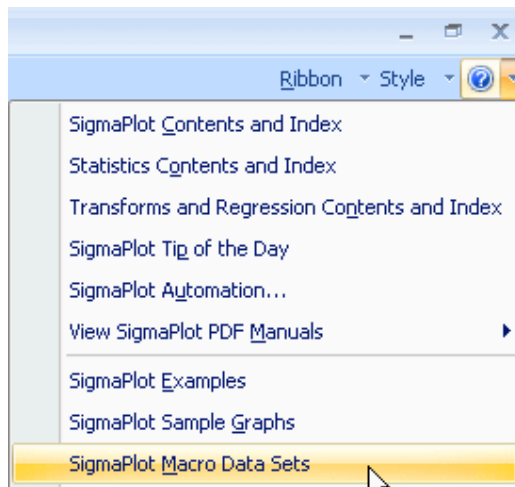 Ribbon Style
SigmaPlot Contents and Index
Statistics Contents and Index
Transforms and Regression Contents and Index
SigmaPlot Tip of the Day
SigmaPlot Automation...
View SigmaPlot PDF Manuals
SigmaPlot Examples
SigmaPlot Sample Graphs
SigmaPlot Macro Data Sets